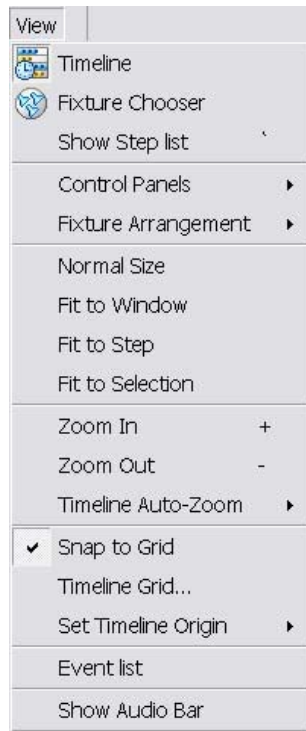 View
Timeline
Fixture Chooser
Show Step list `
Control Panels
Fixture Arrangement
Normal Size
Fit to Window
Fit to Step
Fit to Selection
Zoom In +
Zoom Out -
Timeline Auto-Zoom
Snap to Grid
Timeline Grid...
Set Timeline Origin
Event list
Show Audio Bar